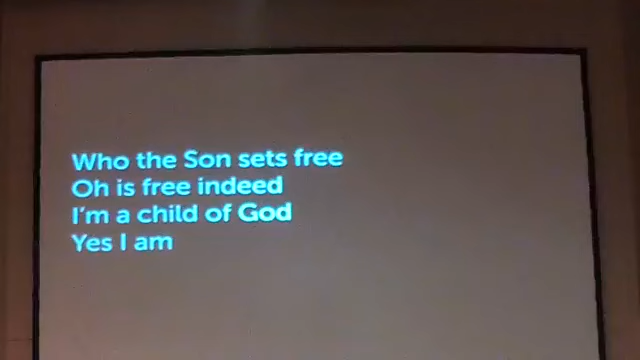 Who the Son sets free
Oh is free indeed
I'm a child of God
Yes I am